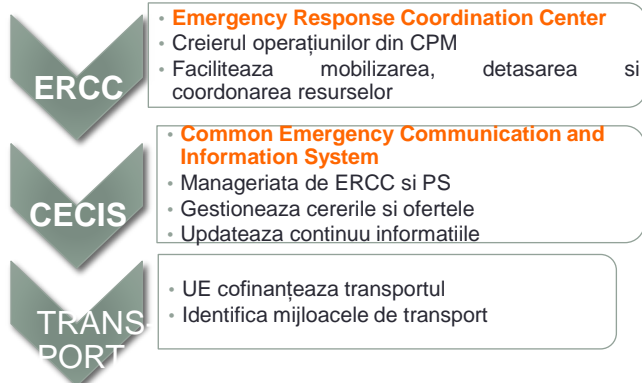 ERCC
• Emergency Response Coordination Center
• Creierul operațiunilor din CPM
• Faciliteaza mobilizarea, detasarea si
coordonarea resurselor
CECIS
• Common Emergency Communication and
Information System
• Manageriata de ERCC si PS
• Gestioneaza cererile si ofertele
• Updateaza continuu informatiile
TRANS-
PORT
• UE cofinanțeaza transportul
• Identifica mijloacele de transport